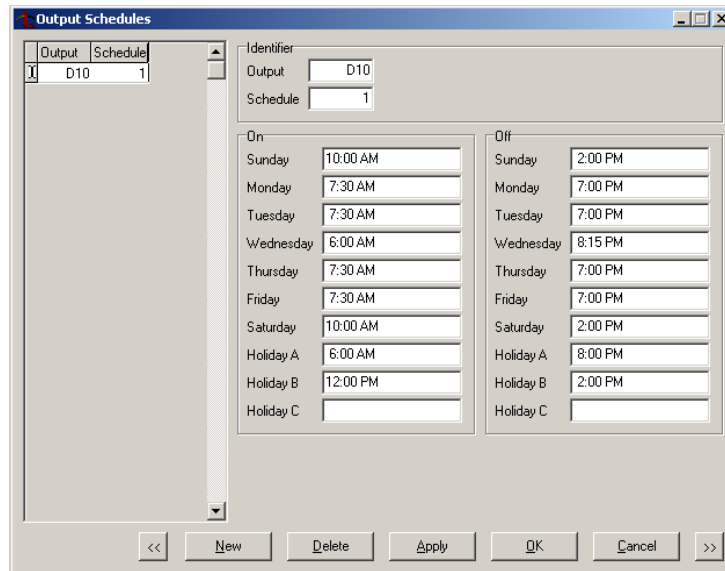 Output Schedules
Output Schedule
D10 1
Identifier
Output D10
Schedule 1
On
Sunday 10:00 AM
Monday 7:30 AM
Tuesday 7:30 AM
Wednesday 6:00 AM
Thursday 7:30 AM
Friday 7:30 AM
Saturday 10:00 AM
Holiday A 6:00 AM
Holiday B 12:00 PM
Holiday C
Off
Sunday 2:00 PM
Monday 7:00 PM
Tuesday 7:00 PM
Wednesday 8:15 PM
Thursday 7:00 PM
Friday 7:00 PM
Saturday 2:00 PM
Holiday A 8:00 PM
Holiday B 2:00 PM
Holiday C
<< New Delete Apply OK Cancel >>